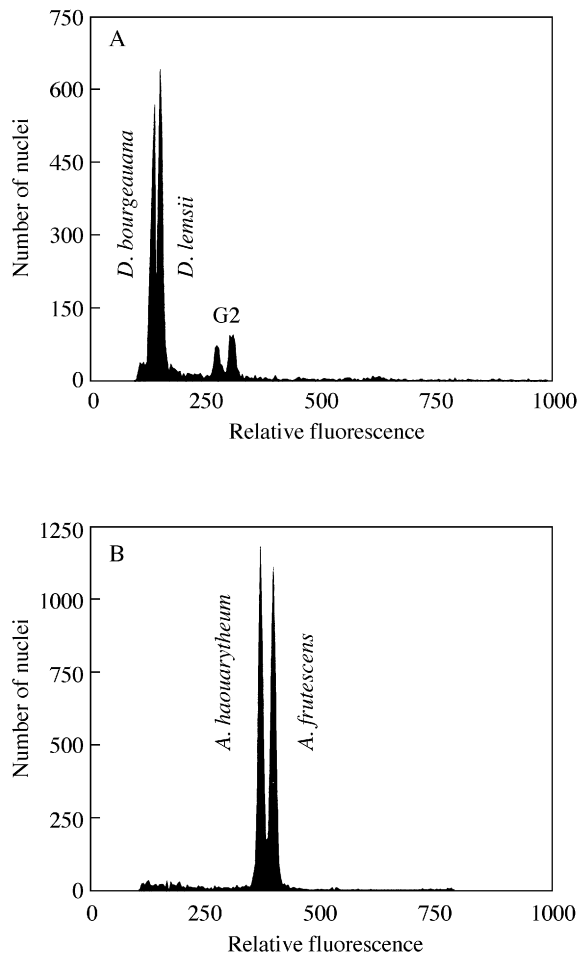 A
750
600
450
300
150
0
Number of nuclei
D. bourgeauana
D. lemsii
G2
0 250 500 750 1000
Relative fluorescence
B
1250
1000
750
500
250
0
Number of nuclei
A. haouarytheum
A. frutescens
0 250 500 750 1000
Relative fluorescence